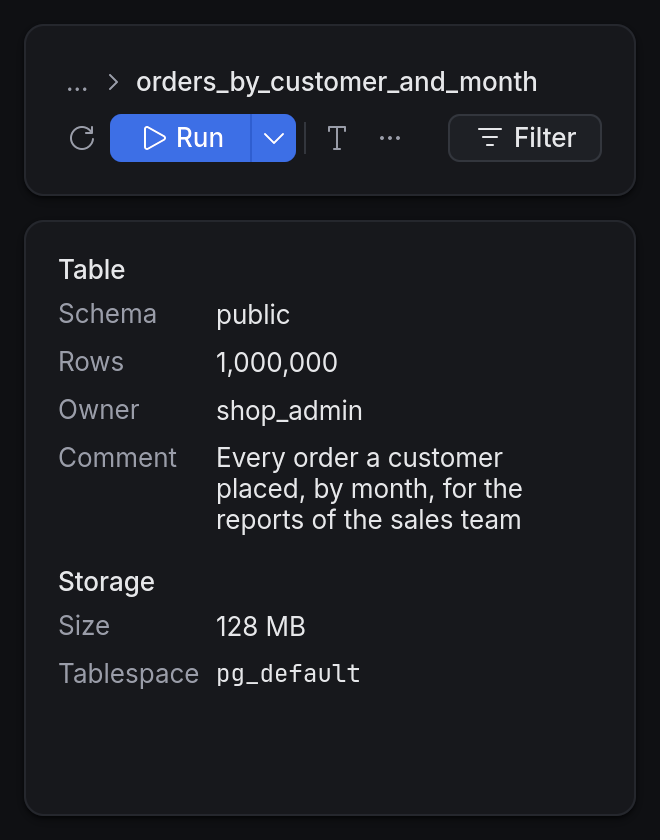 ... > orders_by_customer_and_month
Run T ... Filter
Table
Schema public
Rows 1,000,000
Owner shop_admin
Comment Every order a customer
placed, by month, for the
reports of the sales team
Storage
Size 128 MB
Tablespace pg_default